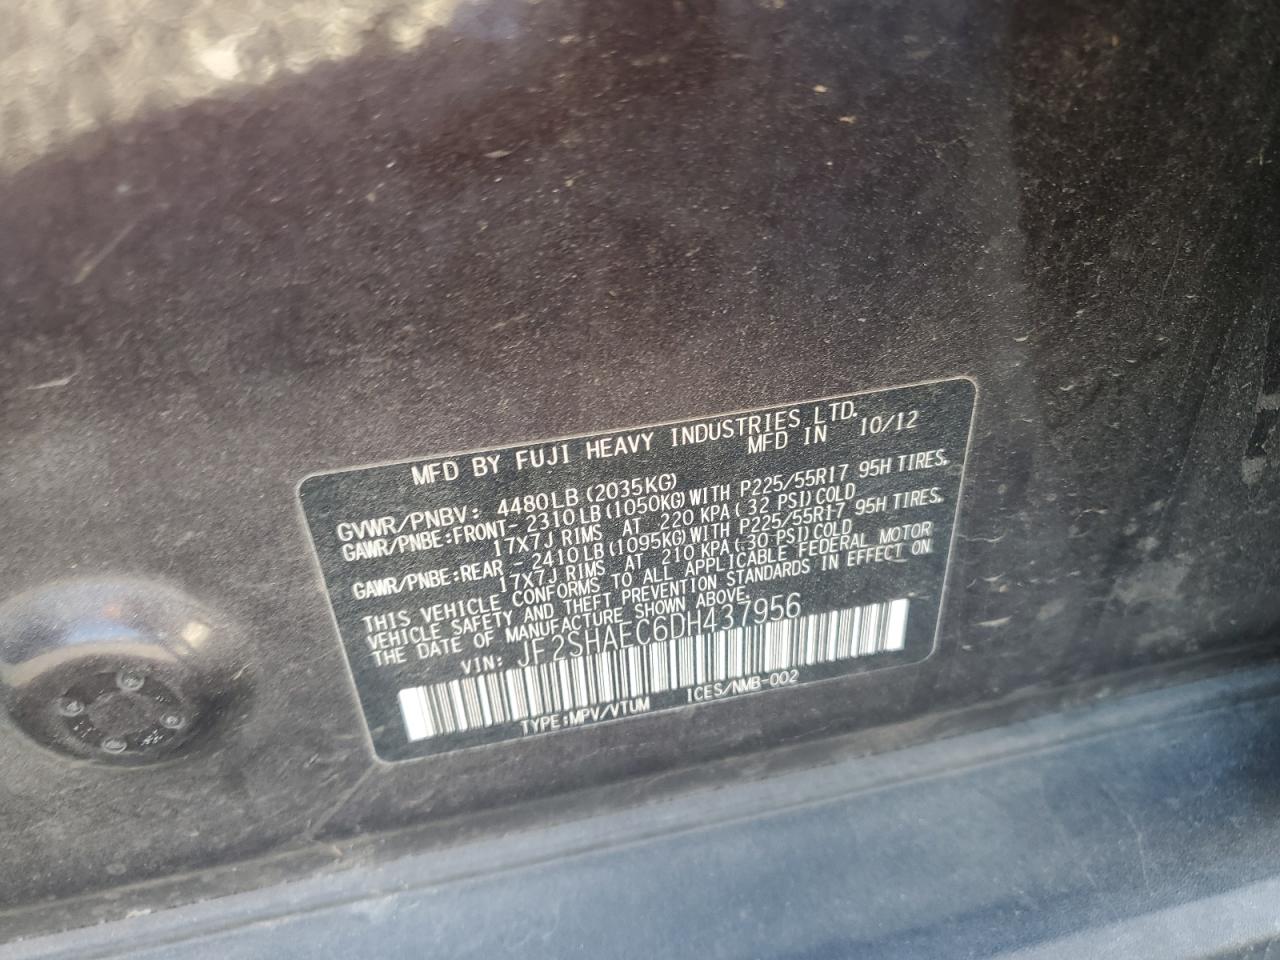 MFD BY FUJI HEAVY INDUSTRIES LTD.
MFD IN 10/12
GVWR/PNBV: 4480LB(2035KG)
GAWR/PNBE:FRONT-2310LB(1050KG)WITH P225/55R17 95H TIRES,
17X7J RIMS AT 220 KPA(32 PSI)COLD
GAWR/PNBE:REAR -2410LB(1095KG)WITH P225/55R17 95H TIRES,
17X7J RIMS AT 210 KPA(30 PSI)COLD
THIS VEHICLE CONFORMS TO ALL APPLICABLE FEDERAL MOTOR
VEHICLE SAFETY AND THEFT PREVENTION STANDARDS IN EFFECT ON
THE DATE OF MANUFACTURE SHOWN ABOVE.
VIN: JF2SHAEC6DH437956
TYPE:MPV/VTUM ICES/NMB-002